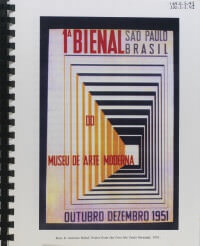 1A BIENAL
SÃO PAULO
BRASIL
DO
MUSEU DE ARTE MODERNA
OUTUBRO DEZEMBRO 1951